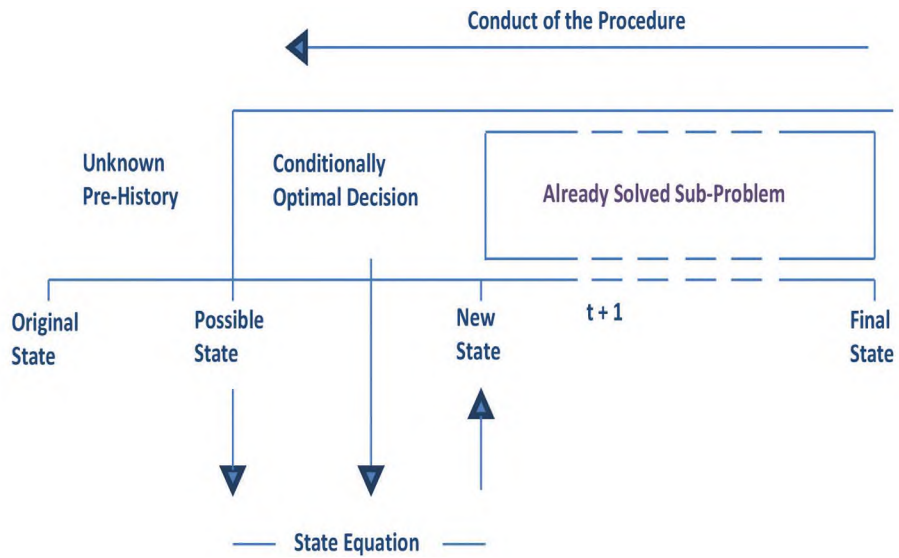 Conduct of the Procedure
Unknown
Pre-History
Conditionally
Optimal Decision
Already Solved Sub-Problem
Original
State
Possible
State
New
State
t + 1
Final
State
State Equation